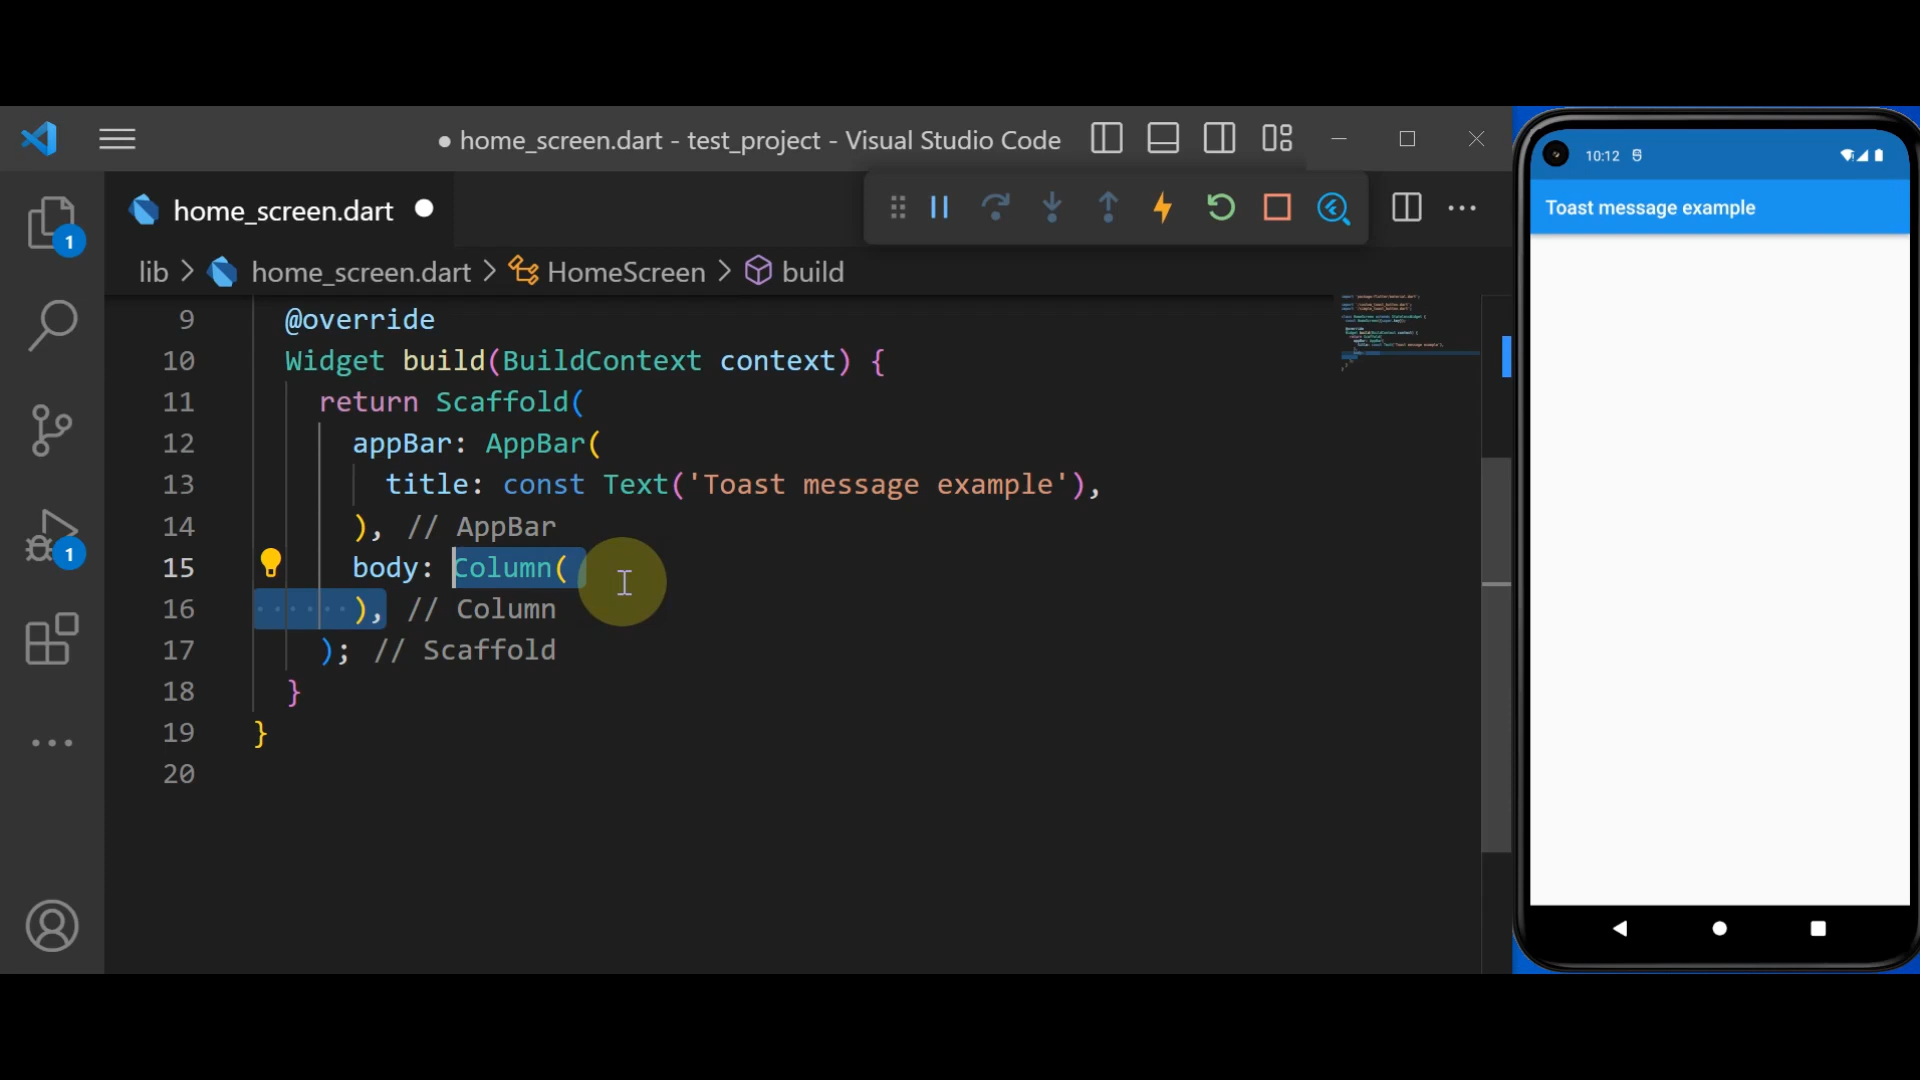 ● home_screen.dart - test_project - Visual Studio Code
home_screen.dart
lib > home_screen.dart > HomeScreen > build
1
1
9 @override
10 Widget build(BuildContext context) {
11 return Scaffold(
12 appBar: AppBar(
13 title: const Text('Toast message example'),
14 ), // AppBar
15 body: Column(
16 ), // Column
17 ); // Scaffold
18 }
19 }
20
10:12
Toast message example